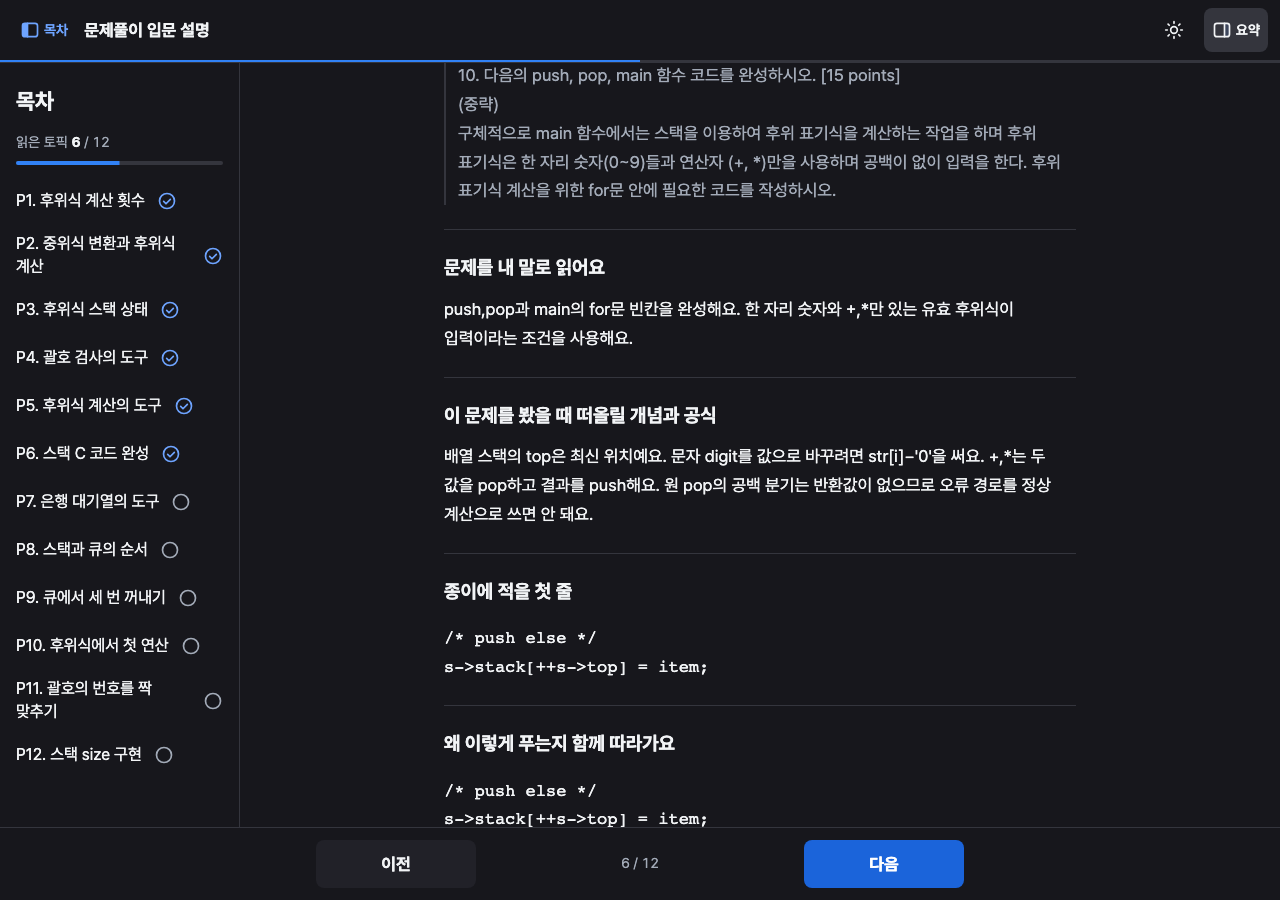 목차
문제풀이 입문 설명
요약
목차
읽은 토픽 6 / 12
P1. 후위식 계산 횟수
P2. 중위식 변환과 후위식
계산
P3. 후위식 스택 상태
P4. 괄호 검사의 도구
P5. 후위식 계산의 도구
P6. 스택 C 코드 완성
P7. 은행 대기열의 도구
P8. 스택과 큐의 순서
P9. 큐에서 세 번 꺼내기
P10. 후위식에서 첫 연산
P11. 괄호의 번호를 짝
맞추기
P12. 스택 size 구현
10. 다음의 push, pop, main 함수 코드를 완성하시오. [15 points]
(중략)
구체적으로 main 함수에서는 스택을 이용하여 후위 표기식을 계산하는 작업을 하며 후위
표기식은 한 자리 숫자(0~9)들과 연산자 (+, *)만을 사용하며 공백이 없이 입력을 한다. 후위
표기식 계산을 위한 for문 안에 필요한 코드를 작성하시오.
문제를 내 말로 읽어요
push,pop과 main의 for문 빈칸을 완성해요. 한 자리 숫자와 +,*만 있는 유효 후위식이
입력이라는 조건을 사용해요.
이 문제를 봤을 때 떠올릴 개념과 공식
배열 스택의 top은 최신 위치예요. 문자 digit를 값으로 바꾸려면 str[i]−'0'을 써요. +,*는 두
값을 pop하고 결과를 push해요. 원 pop의 공백 분기는 반환값이 없으므로 오류 경로를 정상
계산으로 쓰면 안 돼요.
종이에 적을 첫 줄
/* push else */
s->stack[++s->top] = item;
왜 이렇게 푸는지 함께 따라가요
/* push else */
s->stack[++s->top] = item;
이전
6 / 12
다음